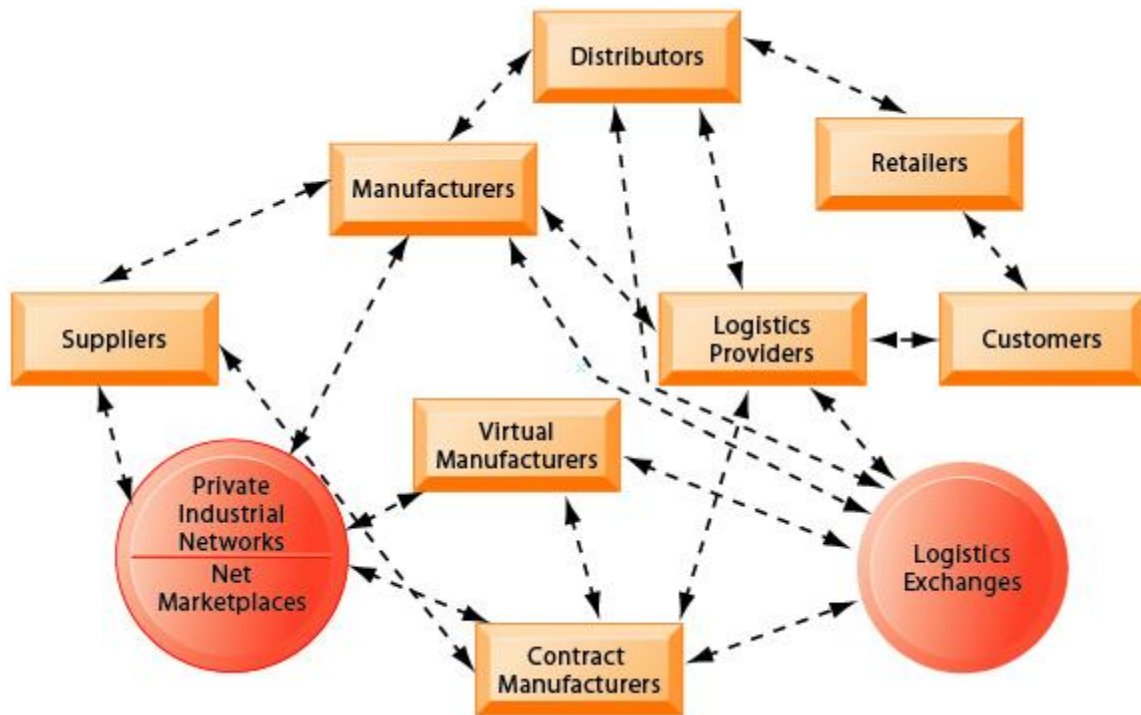 Distributors
Retailers
Manufacturers
Suppliers
Logistics
Providers
Customers
Virtual
Manufacturers
Private
Industrial
Networks
Net
Marketplaces
Logistics
Exchanges
Contract
Manufacturers